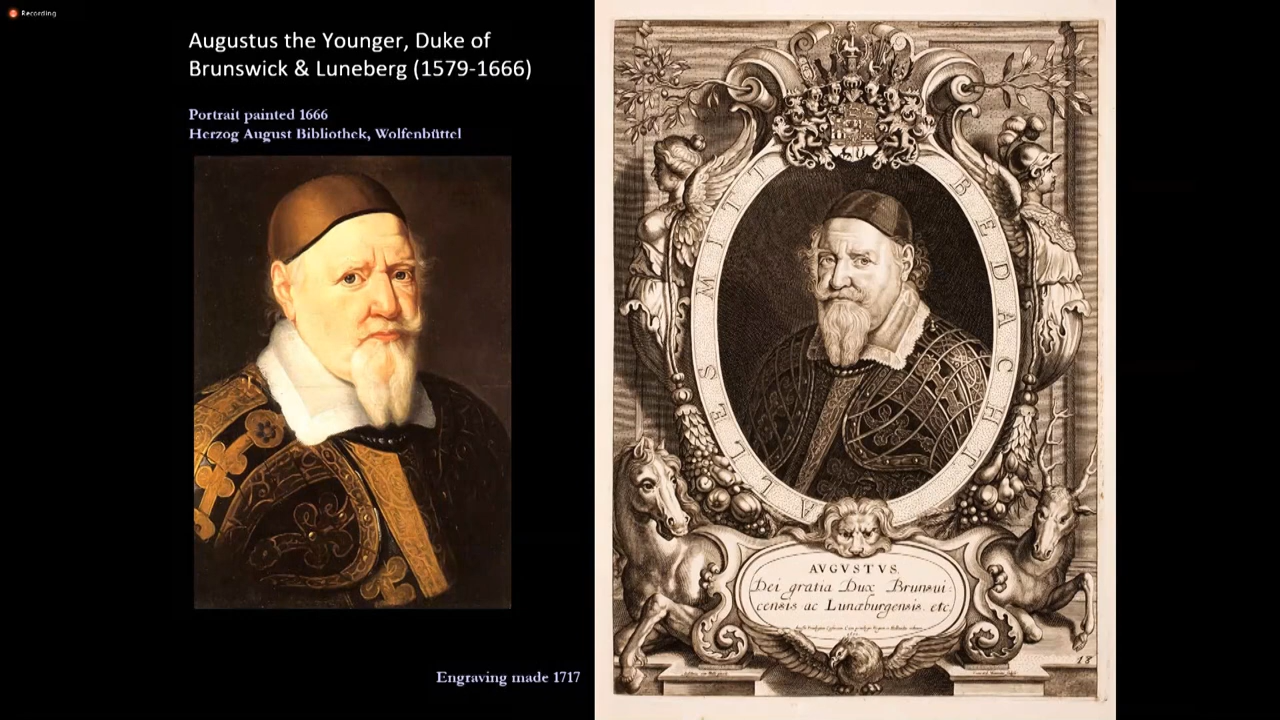 Recording
Augustus the Younger, Duke of
Brunswick & Luneberg (1579-1666)
Portrait painted 1666
Herzog August Bibliothek, Wolfenbüttel
Engraving made 1717
ALLES MITT BEDACHT
AVGVSTVS,
Dei gratia Dux Brunsui:
censis ac Lunæburgensis. etc
18